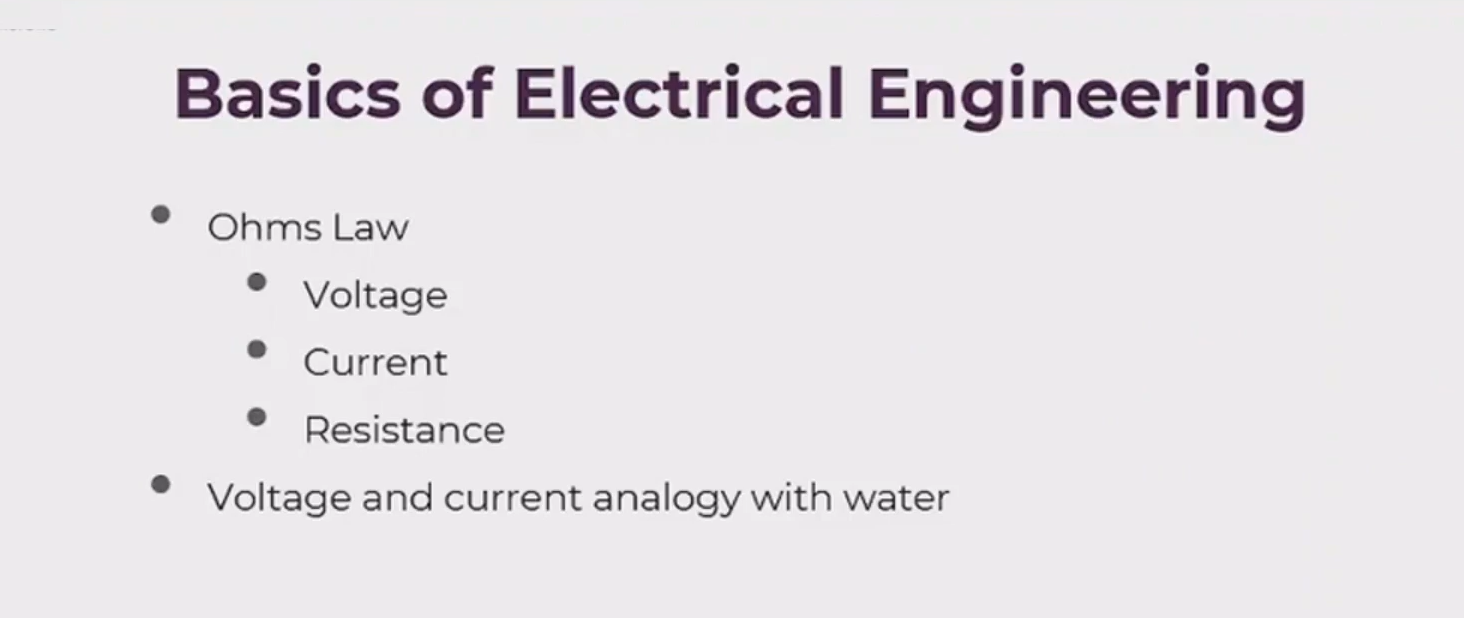 Basics of Electrical Engineering
Ohms Law
Voltage
Current
Resistance
Voltage and current analogy with water